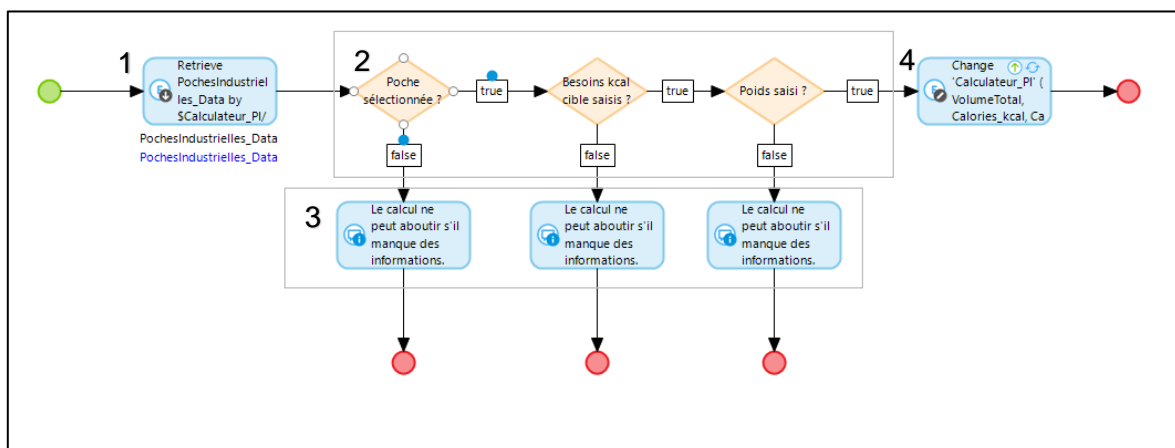 1
Retrieve
PochesIndustriel
les_Data by
$Calculateur_PI/
PochesIndustrielles_Data
PochesIndustrielles_Data
2
Poche
sélectionnée ?
true
Besoins kcal
cible saisis ?
true
Poids saisi ?
true
4
Change
'Calculateur_PI' (
VolumeTotal,
Calories_kcal, Ca
false
false
false
3
Le calcul ne
peut aboutir s'il
manque des
informations.
Le calcul ne
peut aboutir s'il
manque des
informations.
Le calcul ne
peut aboutir s'il
manque des
informations.